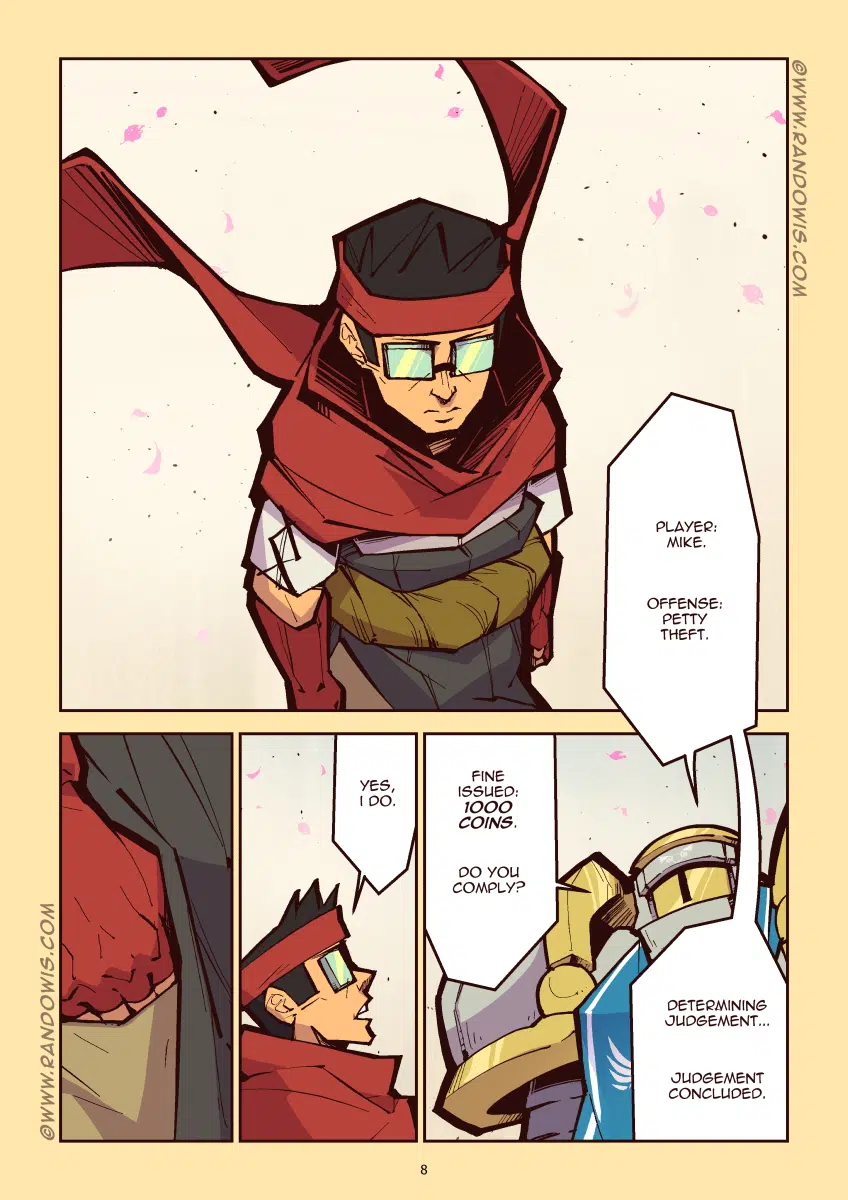 ©WWW.RANDOWIS.COM
PLAYER:
MIKE.
OFFENSE:
PETTY
THEFT.
DETERMINING
JUDGEMENT...
JUDGEMENT
CONCLUDED.
FINE
ISSUED:
1000
COINS.
DO YOU
COMPLY?
YES,
I DO.
©WWW.RANDOWIS.COM
8